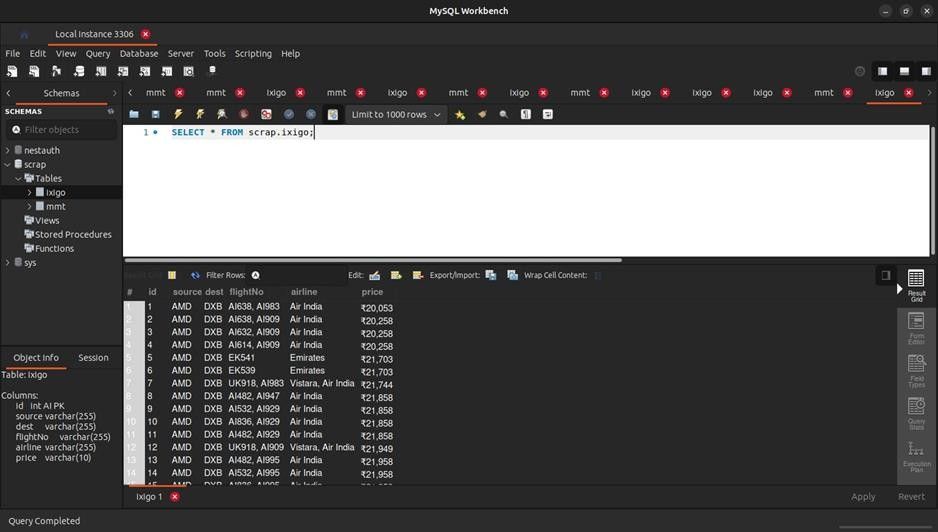 MySQL Workbench
Local Instance 3306
File Edit View Query Database Server Tools Scripting Help
Schemas
mmt mmt ixigo mmt ixigo mmt ixigo mmt ixigo ixigo ixigo mmt ixigo
SCHEMAS
Filter objects
nestauth
scrap
Tables
ixigo
mmt
Views
Stored Procedures
Functions
sys
Limit to 1000 rows
1 SELECT * FROM scrap.ixigo;
Filter Rows: Edit: Export/Import: Wrap Cell Content:
# id source dest flightNo airline price
1 1 AMD DXB AI638, AI983 Air India ₹20,053
2 2 AMD DXB AI638, AI909 Air India ₹20,258
3 3 AMD DXB AI632, AI909 Air India ₹20,258
4 4 AMD DXB AI614, AI909 Air India ₹20,258
5 5 AMD DXB EK541 Emirates ₹21,703
6 6 AMD DXB EK539 Emirates ₹21,703
7 7 AMD DXB UK918, AI983 Vistara, Air India ₹21,744
8 8 AMD DXB AI482, AI947 Air India ₹21,858
9 9 AMD DXB AI532, AI929 Air India ₹21,858
10 10 AMD DXB AI836, AI929 Air India ₹21,858
11 11 AMD DXB AI482, AI929 Air India ₹21,858
12 12 AMD DXB UK918, AI909 Vistara, Air India ₹21,949
13 13 AMD DXB AI482, AI995 Air India ₹21,958
14 14 AMD DXB AI532, AI995 Air India ₹21,958
Result Grid
Form Editor
Field Types
Query Stats
Execution Plan
Object Info Session
Table: ixigo
Columns:
id int AI PK
source varchar(255)
dest varchar(255)
flightNo varchar(255)
airline varchar(255)
price varchar(10)
ixigo 1
Apply Revert
Query Completed